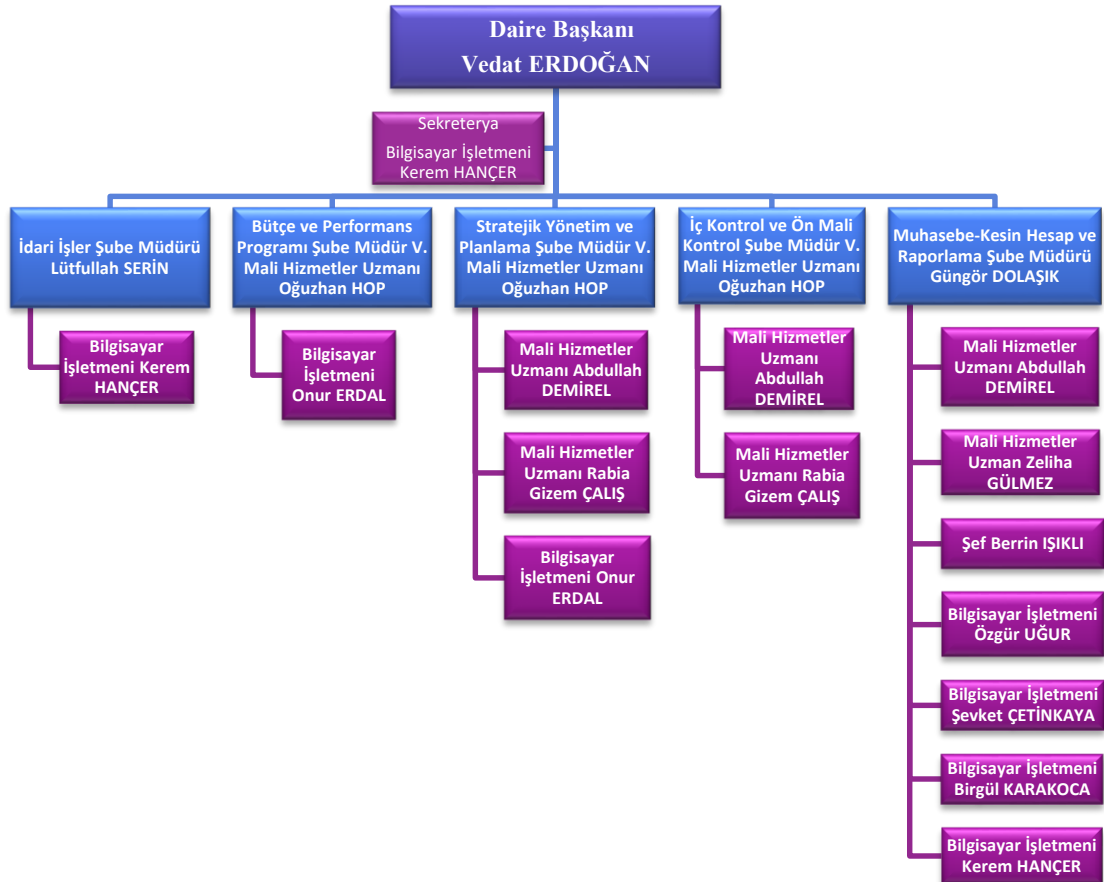 Daire Başkanı
Vedat ERDOĞAN
Sekreterya
Bilgisayar İşletmeni
Kerem HANÇER
İdari İşler Şube Müdürü
Lütfullah SERİN
Bilgisayar
İşletmeni Kerem
HANÇER
Bütçe ve Performans
Programı Şube Müdür V.
Mali Hizmetler Uzmanı
Oğuzhan HOP
Bilgisayar
İşletmeni
Onur ERDAL
Stratejik Yönetim ve
Planlama Şube Müdür V.
Mali Hizmetler Uzmanı
Oğuzhan HOP
Mali Hizmetler
Uzmanı Abdullah
DEMİREL
Mali Hizmetler
Uzmanı Rabia
Gizem ÇALIŞ
Bilgisayar
İşletmeni Onur
ERDAL
İç Kontrol ve Ön Mali
Kontrol Şube Müdür V.
Mali Hizmetler Uzmanı
Oğuzhan HOP
Mali Hizmetler
Uzmanı
Abdullah
DEMİREL
Mali Hizmetler
Uzmanı Rabia
Gizem ÇALIŞ
Muhasebe-Kesin Hesap ve
Raporlama Şube Müdürü
Güngör DOLAŞIK
Mali Hizmetler
Uzmanı Abdullah
DEMİREL
Mali Hizmetler
Uzman Zeliha
GÜLMEZ
Şef Berrin IŞIKLI
Bilgisayar İşletmeni
Özgür UĞUR
Bilgisayar İşletmeni
Şevket ÇETİNKAYA
Bilgisayar İşletmeni
Birgül KARAKOCA
Bilgisayar İşletmeni
Kerem HANÇER